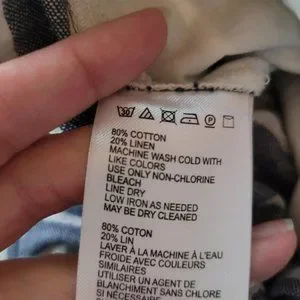 80% COTTON
20% LINEN
MACHINE WASH COLD WITH
LIKE COLORS
USE ONLY NON-CHLORINE
BLEACH
LINE DRY
LOW IRON AS NEEDED
MAY BE DRY CLEANED
80% COTON
20% LIN
LAVER À LA MACHINE À L'EAU
FROIDE AVEC COULEURS
SIMILAIRES
UTILISER UN AGENT DE
BLANCHIMENT SANS CHLORE
SI NÉCESSAIRE